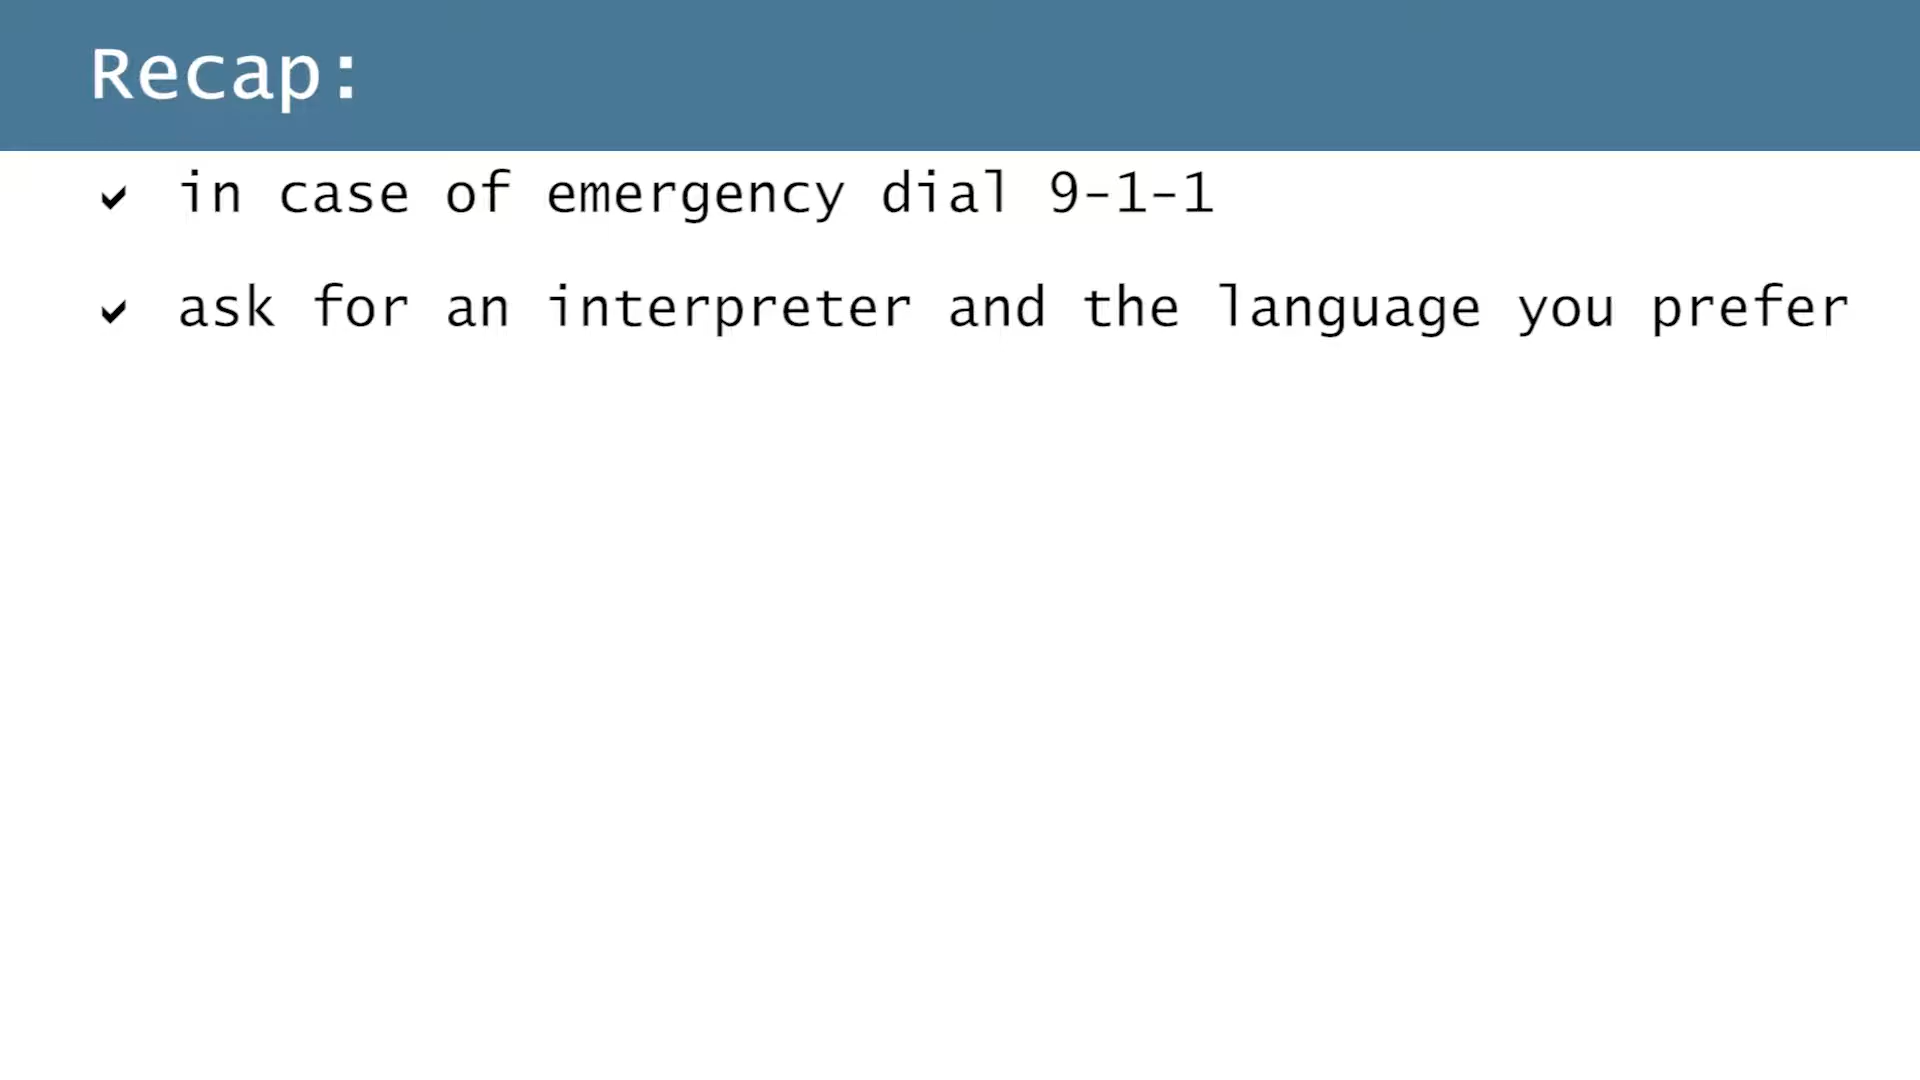 Recap:
✓ in case of emergency dial 9-1-1
✓ ask for an interpreter and the language you prefer